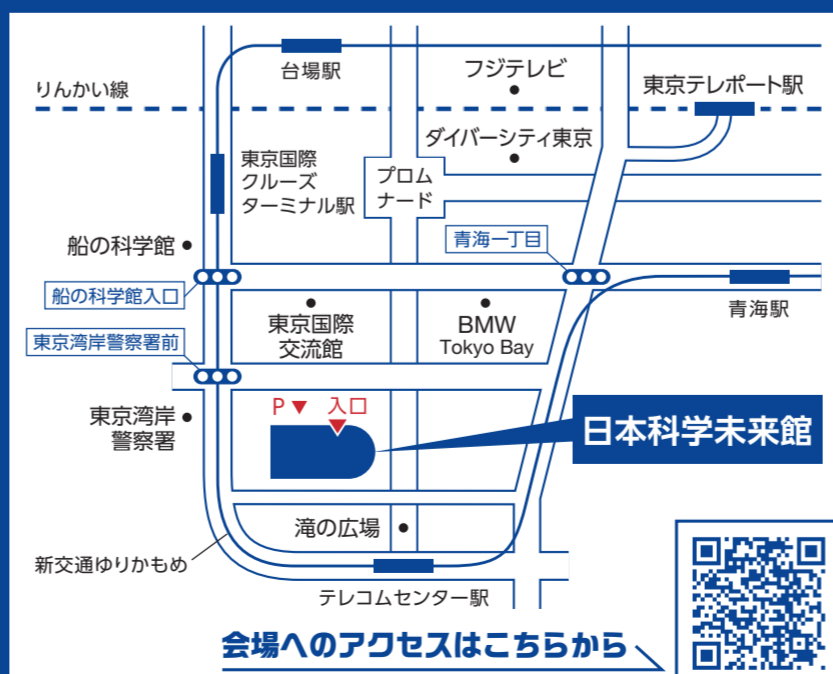 台場駅
フジテレビ
東京テレポート駅
りんかい線
ダイバーシティ東京
東京国際
クルーズ
ターミナル駅
プロム
ナード
船の科学館
青海一丁目
船の科学館入口
青海駅
東京国際
交流館
BMW
Tokyo Bay
東京湾岸警察署前
P▼ 入口
東京湾岸
警察署
日本科学未来館
滝の広場
新交通ゆりかもめ
テレコムセンター駅
会場へのアクセスはこちらから